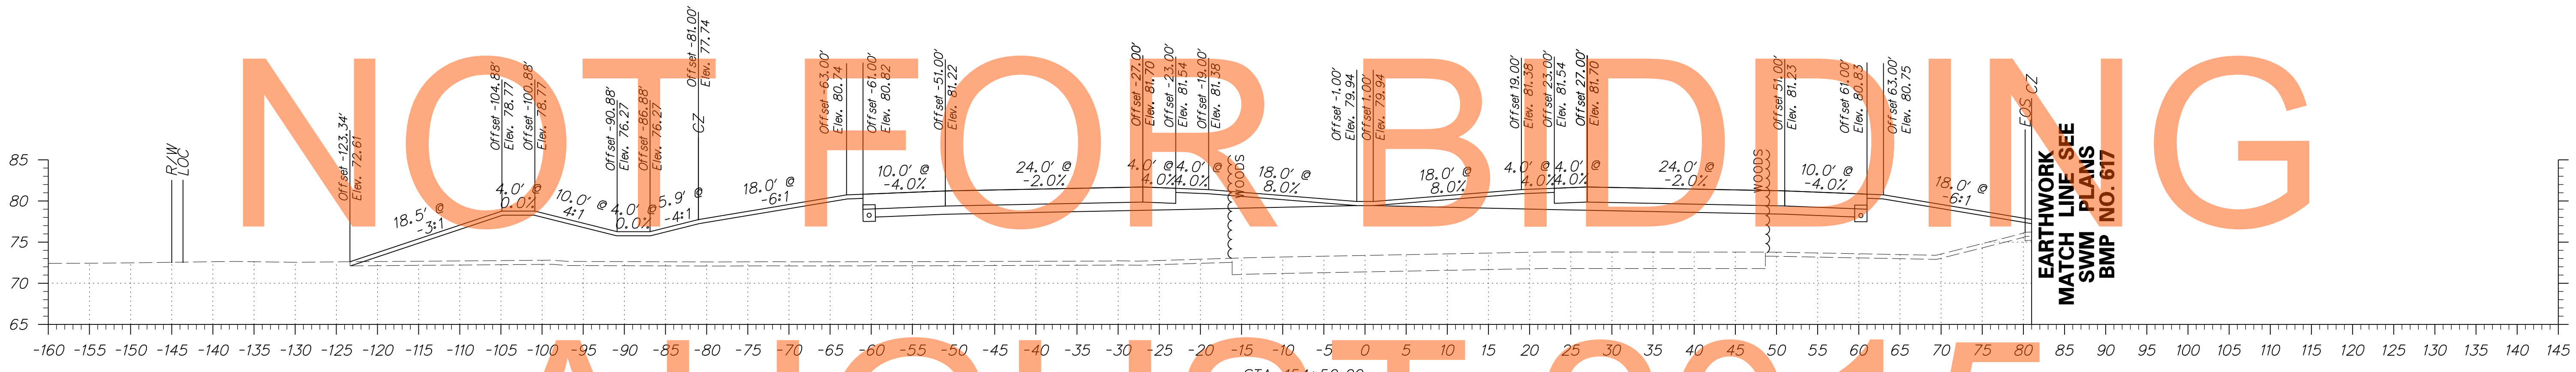 NOT FOR BIDDING
R/W
LOC
Offset -123.34'
Elev. 72.61
18.5' @
-3:1
Offset -104.88'
Elev. 78.77
4.0' @
0.0%
Offset -100.88'
Elev. 78.77
10.0' @
4:1
Offset -90.88'
Elev. 76.27
4.0' @
0.0%
Offset -86.88'
Elev. 76.27
5.9' @
-4:1
Offset -81.00'
Elev. 77.74
CZ
18.0' @
-6:1
Offset -63.00'
Elev. 80.74
Offset -61.00'
Elev. 80.82
10.0' @
-4.0%
Offset -51.00'
Elev. 81.22
24.0' @
-2.0%
Offset -27.00'
Elev. 81.70
4.0' @
4.0%
Offset -23.00'
Elev. 81.54
4.0' @
4.0%
Offset -19.00'
Elev. 81.38
WOODS
18.0' @
8.0%
Offset -1.00'
Elev. 79.94
Offset 1.00'
Elev. 79.94
18.0' @
8.0%
Offset 19.00'
Elev. 81.38
4.0' @
4.0%
Offset 23.00'
Elev. 81.54
4.0' @
4.0%
Offset 27.00'
Elev. 81.70
24.0' @
-2.0%
WOODS
Offset 51.00'
Elev. 81.23
10.0' @
-4.0%
Offset 61.00'
Elev. 80.83
Offset 63.00'
Elev. 80.75
18.0' @
-6:1
EOS CZ
EARTHWORK
MATCH LINE SEE
SWM PLANS
BMP NO. 617
85
80
75
70
65
-160 -155 -150 -145 -140 -135 -130 -125 -120 -115 -110 -105 -100 -95 -90 -85 -80 -75 -70 -65 -60 -55 -50 -45 -40 -35 -30 -25 -20 -15 -10 -5 0 5 10 15 20 25 30 35 40 45 50 55 60 65 70 75 80 85 90 95 100 105 110 115 120 125 130 135 140 145
AUGUST 2015